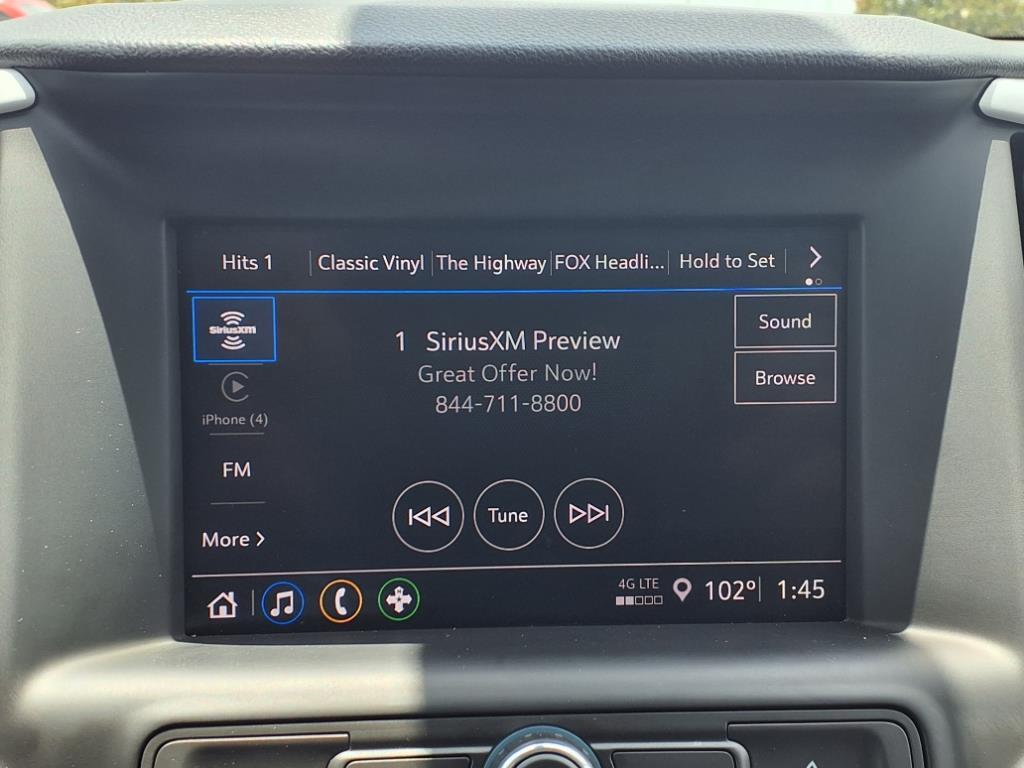 Hits 1 Classic Vinyl The Highway FOX Headli... Hold to Set
SiriusXM
Sound
1 SiriusXM Preview
Great Offer Now!
844-711-8800
Browse
iPhone (4)
FM
Tune
More
4G LTE
102° 1:45